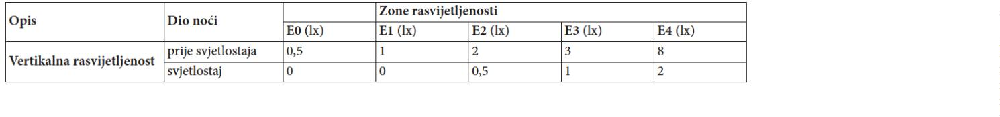 Opis Dio noći Zone rasvijetljenosti
E0 (lx) E1 (lx) E2 (lx) E3 (lx) E4 (lx)
Vertikalna rasvijetljenost prije svjetlostaja 0,5 1 2 3 8
svjetlostaj 0 0 0,5 1 2